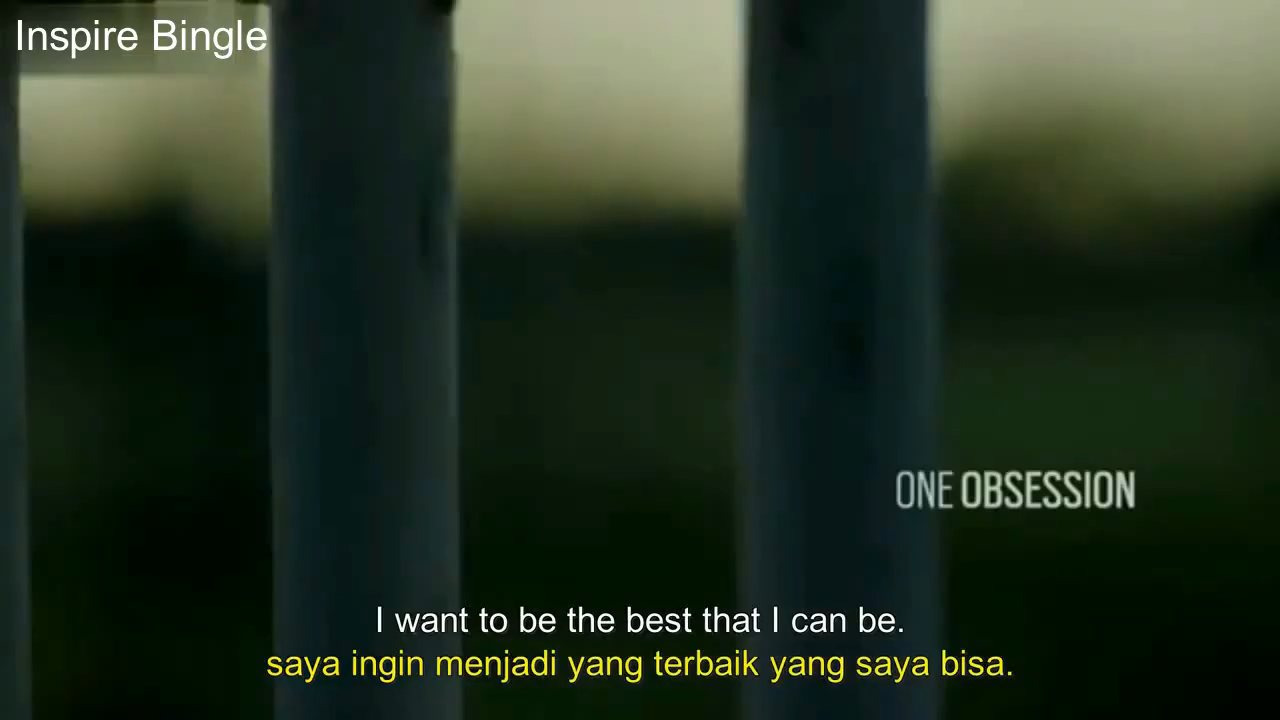 Inspire Bingle
ONE OBSESSION
I want to be the best that I can be.
saya ingin menjadi yang terbaik yang saya bisa.